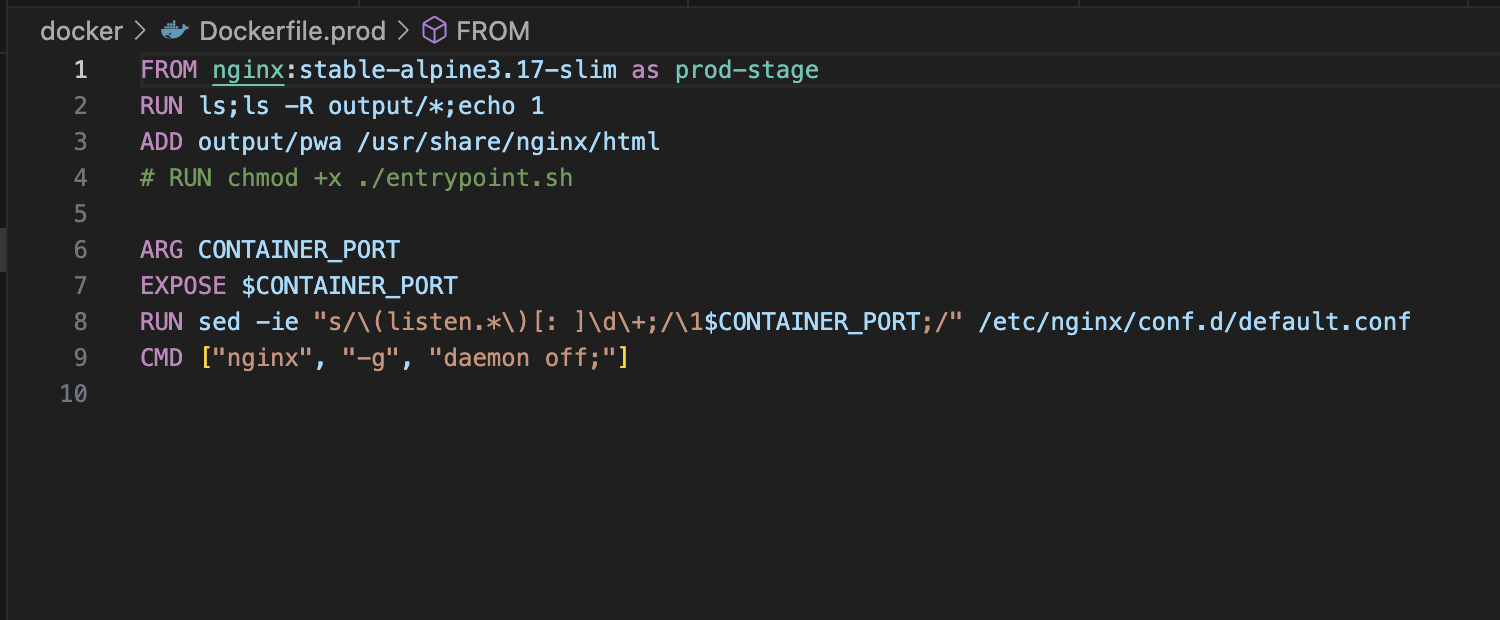 docker > Dockerfile.prod > FROM
1 FROM nginx:stable-alpine3.17-slim as prod-stage
2 RUN ls;ls -R output/*;echo 1
3 ADD output/pwa /usr/share/nginx/html
4 # RUN chmod +x ./entrypoint.sh
5
6 ARG CONTAINER_PORT
7 EXPOSE $CONTAINER_PORT
8 RUN sed -ie "s/\(listen.*\)[: ]\d\+;/\1$CONTAINER_PORT;/" /etc/nginx/conf.d/default.conf
9 CMD ["nginx", "-g", "daemon off;"]
10